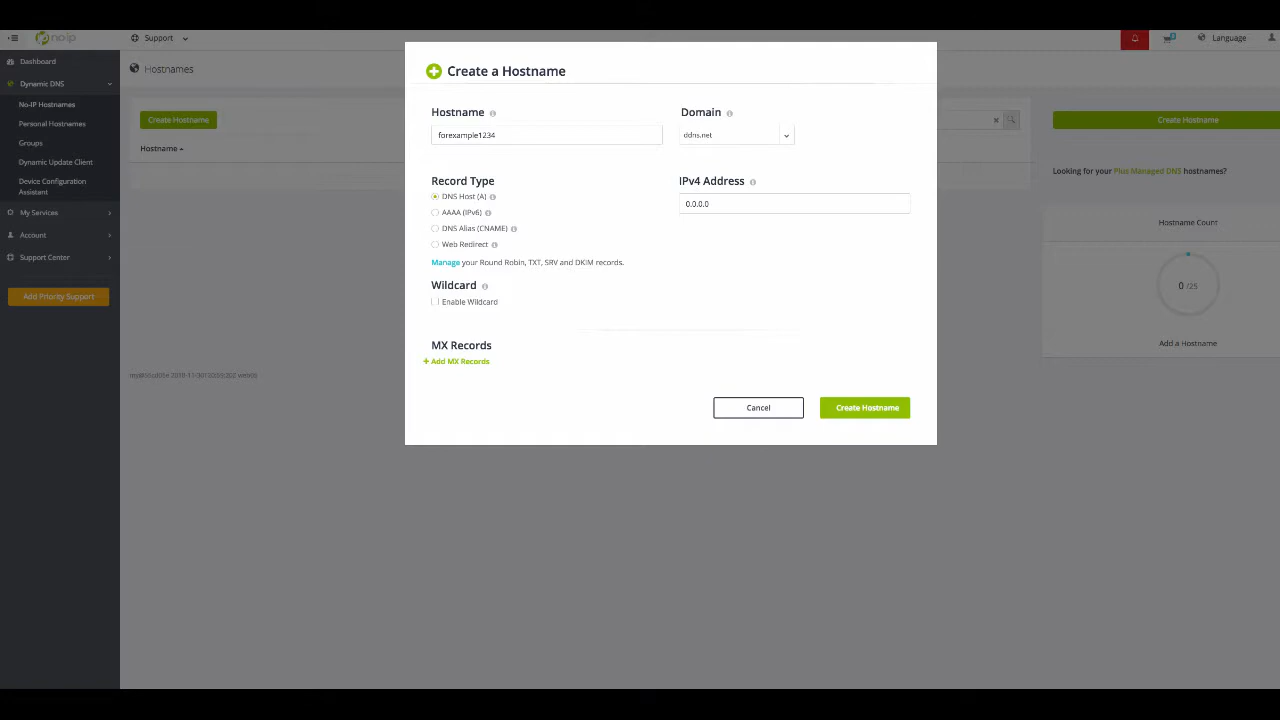 no-ip
Support
Language
Dashboard
Dynamic DNS
No-IP Hostnames
Personal Hostnames
Groups
Dynamic Update Client
Device Configuration
Assistant
My Services
Account
Support Center
Add Priority Support
Hostnames
Create Hostname
Hostname
Create a Hostname
Hostname
Domain
forexample1234
ddns.net
Record Type
IPv4 Address
DNS Host (A)
0.0.0.0
AAAA (IPv6)
DNS Alias (CNAME)
Web Redirect
Manage your Round Robin, TXT, SRV and DKIM records.
Wildcard
Enable Wildcard
MX Records
+ Add MX Records
Cancel
Create Hostname
Create Hostname
Looking for your Plus Managed DNS hostnames?
Hostname Count
0 /25
Add a Hostname